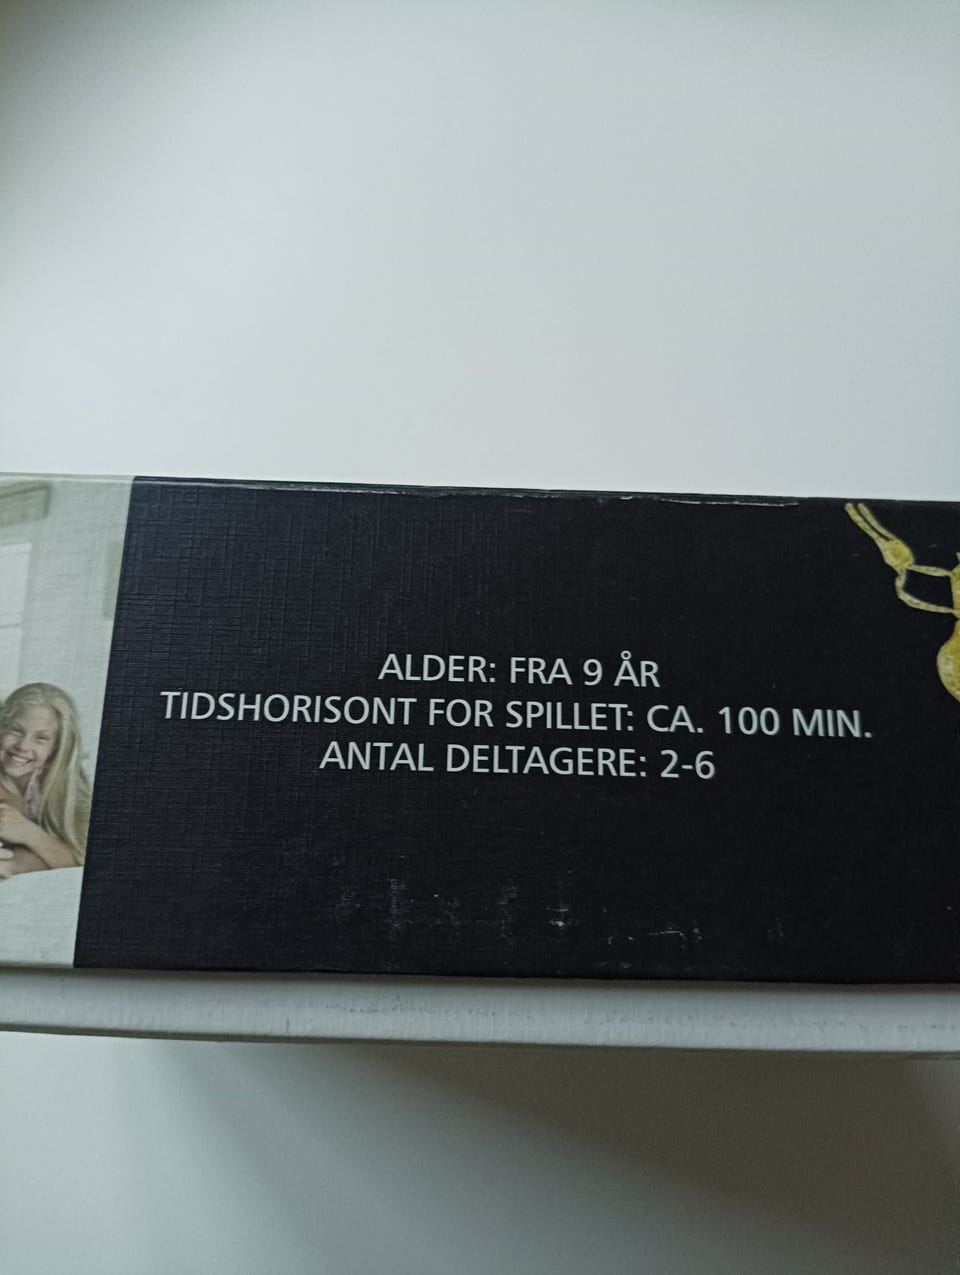 ALDER: FRA 9 ÅR
TIDSHORISONT FOR SPILLET: CA. 100 MIN.
ANTAL DELTAGERE: 2-6